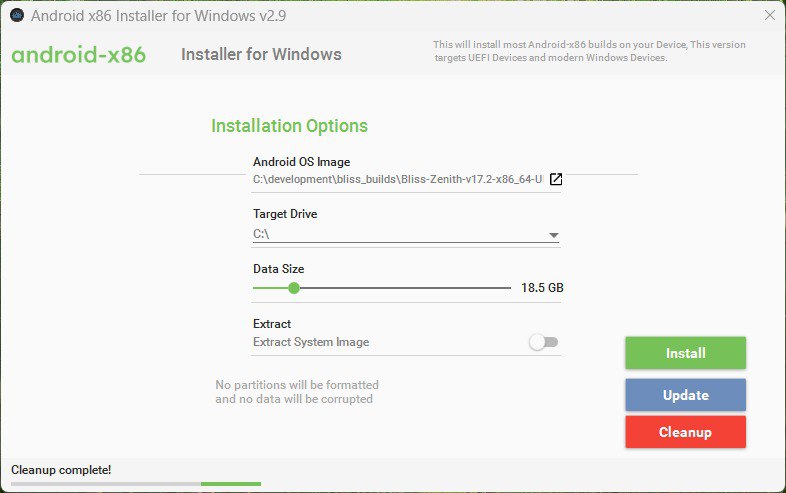 Android x86 Installer for Windows v2.9
android-x86
Installer for Windows
This will install most Android-x86 builds on your Device, This version
targets UEFI Devices and modern Windows Devices.
Installation Options
Android OS Image
C:\development\bliss_builds\Bliss-Zenith-v17.2-x86_64-U
Target Drive
C:\
Data Size
18.5 GB
Extract
Extract System Image
No partitions will be formatted
and no data will be corrupted
Install
Update
Cleanup
Cleanup complete!